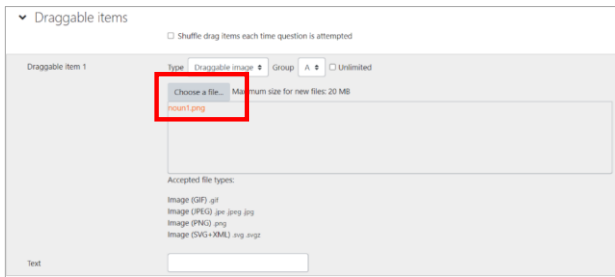 Draggable items
Shuffle drag items each time question is attempted
Draggable item 1 Type Draggable image Group A Unlimited
Choose a file... Maximum size for new files: 20 MB
noun1.png
Accepted file types:
Image (GIF) .gif
Image (JPEG) .jpe .jpeg .jpg
Image (PNG) .png
Image (SVG+XML) .svg .svgz
Text